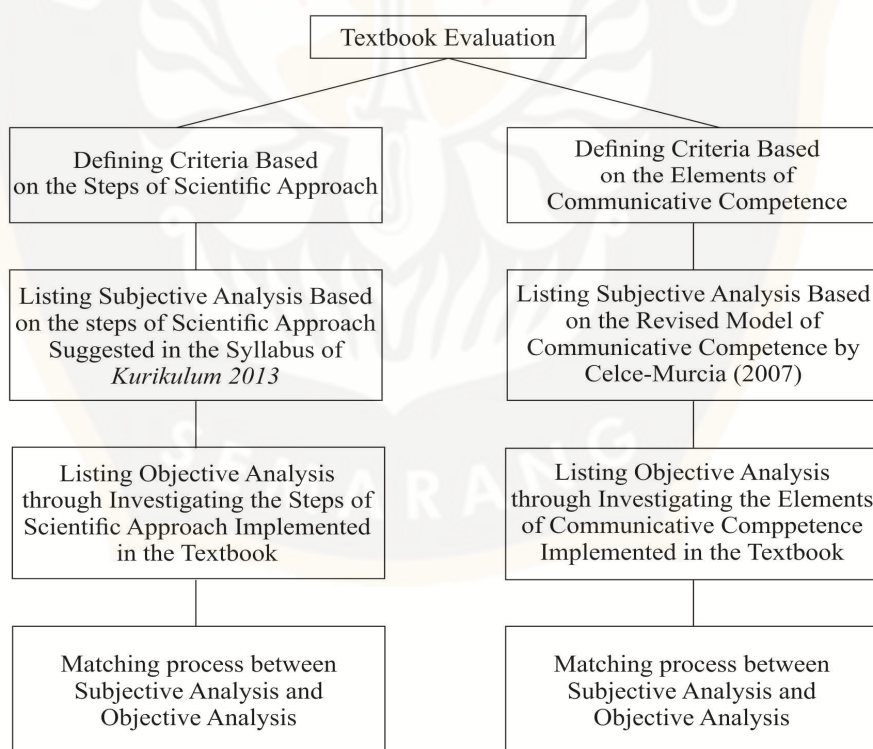 Textbook Evaluation
Defining Criteria Based
on the Steps of Scientific Approach
Defining Criteria Based
on the Elements of
Communicative Competence
Listing Subjective Analysis Based
on the steps of Scientific Approach
Suggested in the Syllabus of
Kurikulum 2013
Listing Subjective Analysis Based
on the Revised Model of
Communicative Competence by
Celce-Murcia (2007)
Listing Objective Analysis
through Investigating the Steps of
Scientific Approach Implemented
in the Textbook
Listing Objective Analysis
through Investigating the Elements
of Communicative Comppetence
Implemented in the Textbook
Matching process between
Subjective Analysis and
Objective Analysis
Matching process between
Subjective Analysis and
Objective Analysis